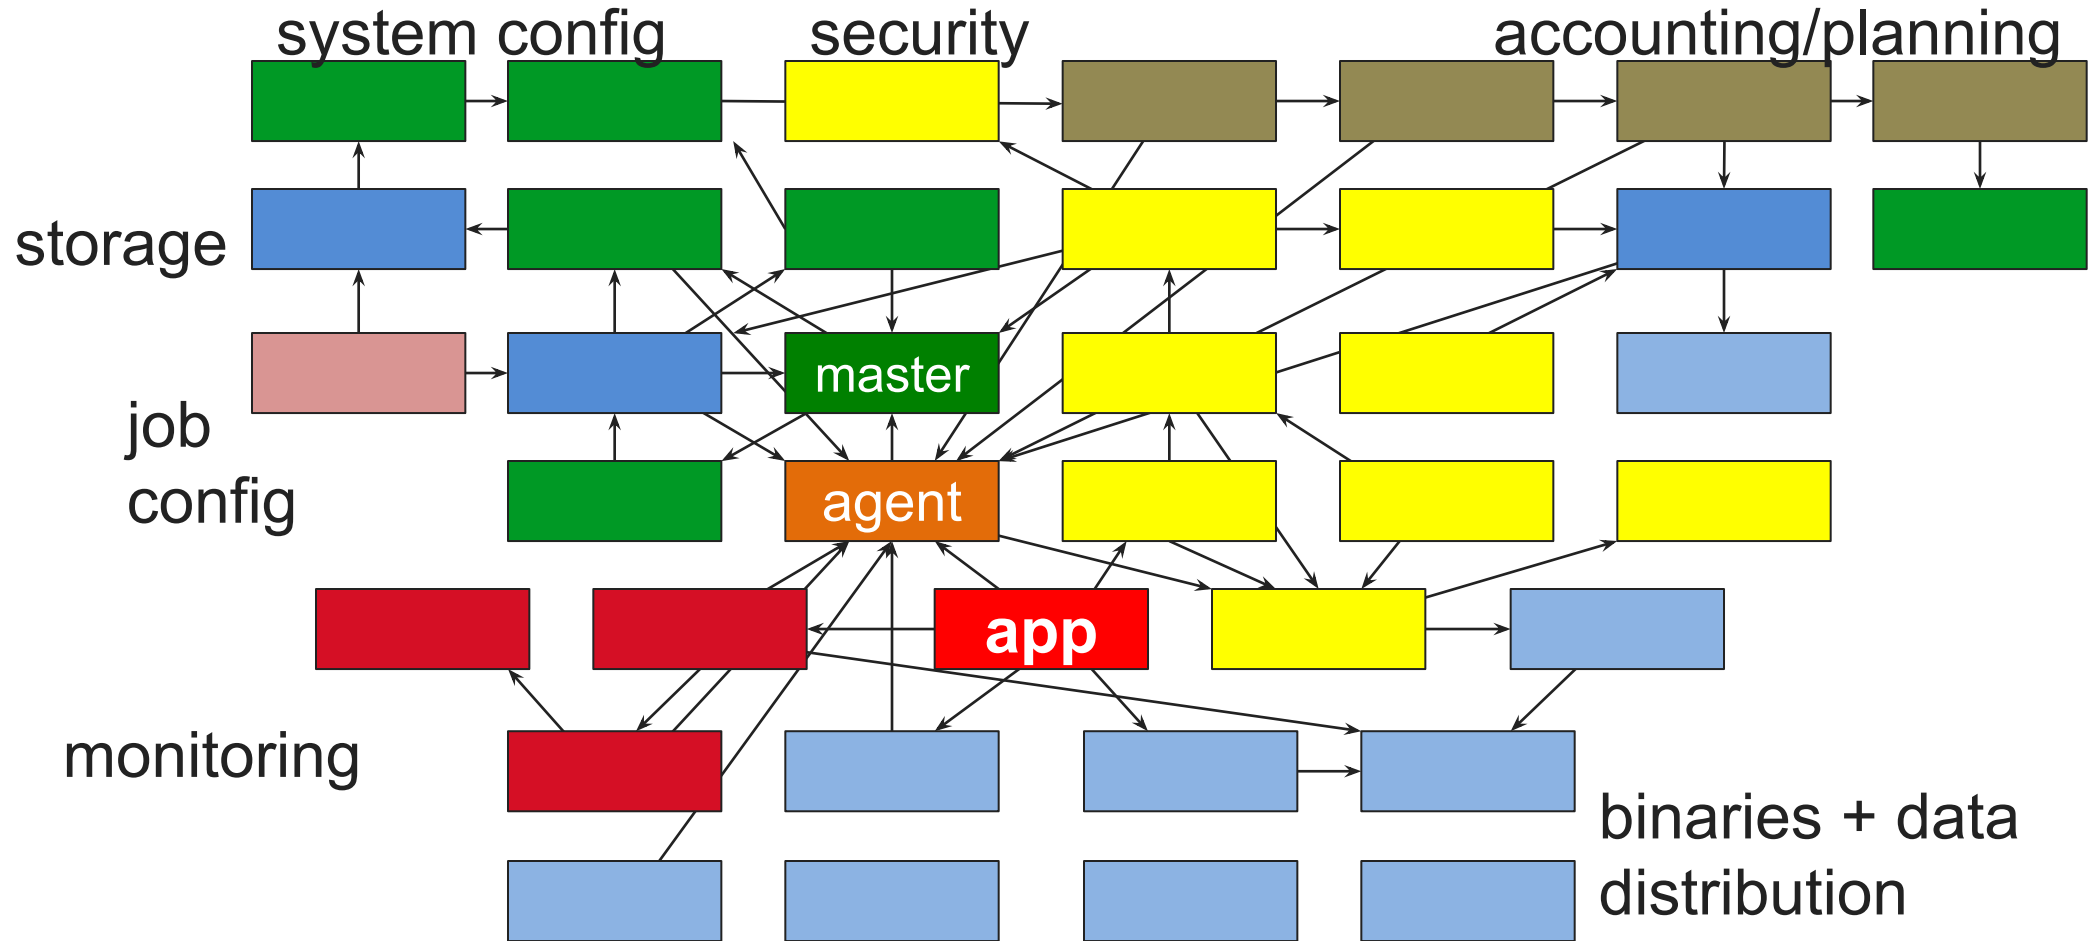 system config
security
accounting/planning
storage
master
job
config
agent
app
monitoring
binaries + data
distribution